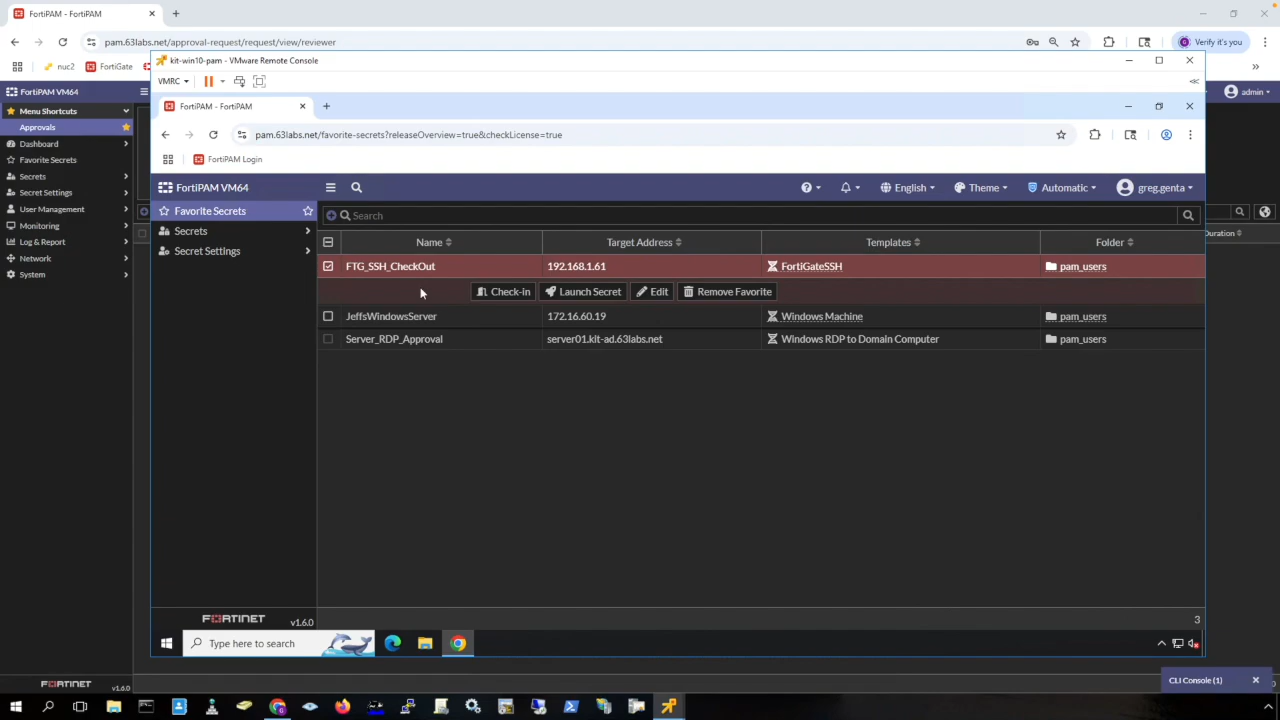 FortiPAM - FortiPAM
pam.63labs.net/approval-request/request/view/reviewer
Verify it's you
nuc2
FortiGate
kit-win10-pam - VMware Remote Console
VMRC
FortiPAM VM64
admin
Menu Shortcuts
Approvals
Dashboard
Favorite Secrets
Secrets
Secret Settings
User Management
Monitoring
Log & Report
Network
System
Duration
FortiPAM - FortiPAM
pam.63labs.net/favorite-secrets?releaseOverview=true&checkLicense=true
FortiPAM Login
FortiPAM VM64
English
Theme
Automatic
greg.genta
Favorite Secrets
Secrets
Secret Settings
Search
Name Target Address Templates Folder
FTG_SSH_CheckOut 192.168.1.61 FortiGateSSH pam_users
Check-in Launch Secret Edit Remove Favorite
JeffsWindowsServer 172.16.60.19 Windows Machine pam_users
Server_RDP_Approval server01.kit-ad.63labs.net Windows RDP to Domain Computer pam_users
FORTINET v1.6.0
3
Type here to search
FORTINET v1.6.0
CLI Console (1)